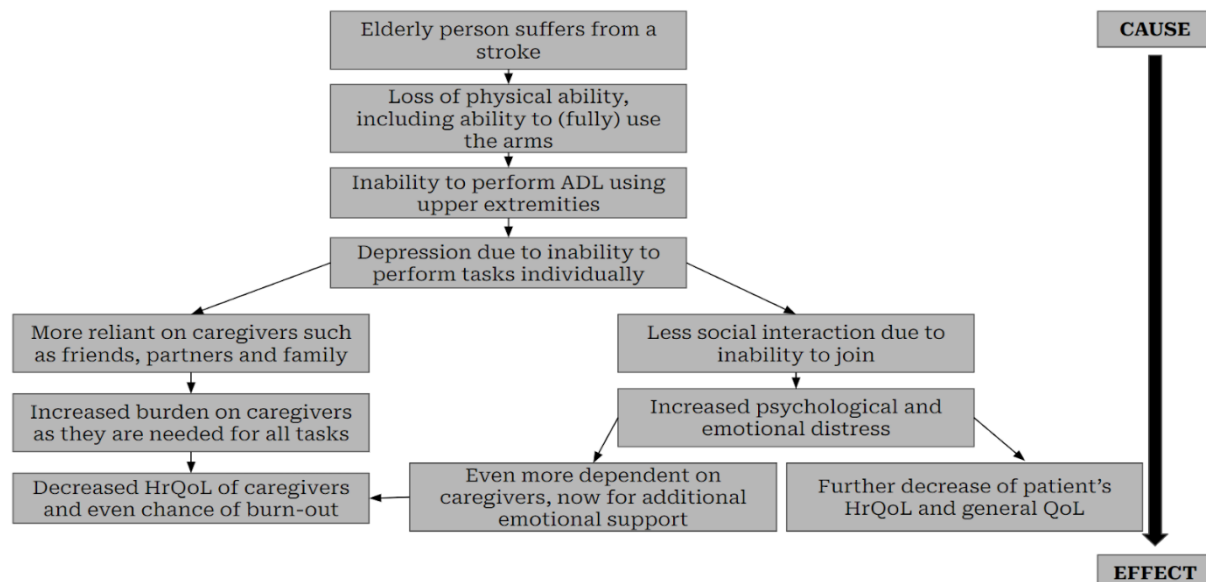 Elderly person suffers from a
stroke
CAUSE
Loss of physical ability,
including ability to (fully) use
the arms
Inability to perform ADL using
upper extremities
Depression due to inability to
perform tasks individually
More reliant on caregivers such
as friends, partners and family
Less social interaction due to
inability to join
Increased burden on caregivers
as they are needed for all tasks
Increased psychological and
emotional distress
Decreased HrQoL of caregivers
and even chance of burn-out
Even more dependent on
caregivers, now for additional
emotional support
Further decrease of patient's
HrQoL and general QoL
EFFECT